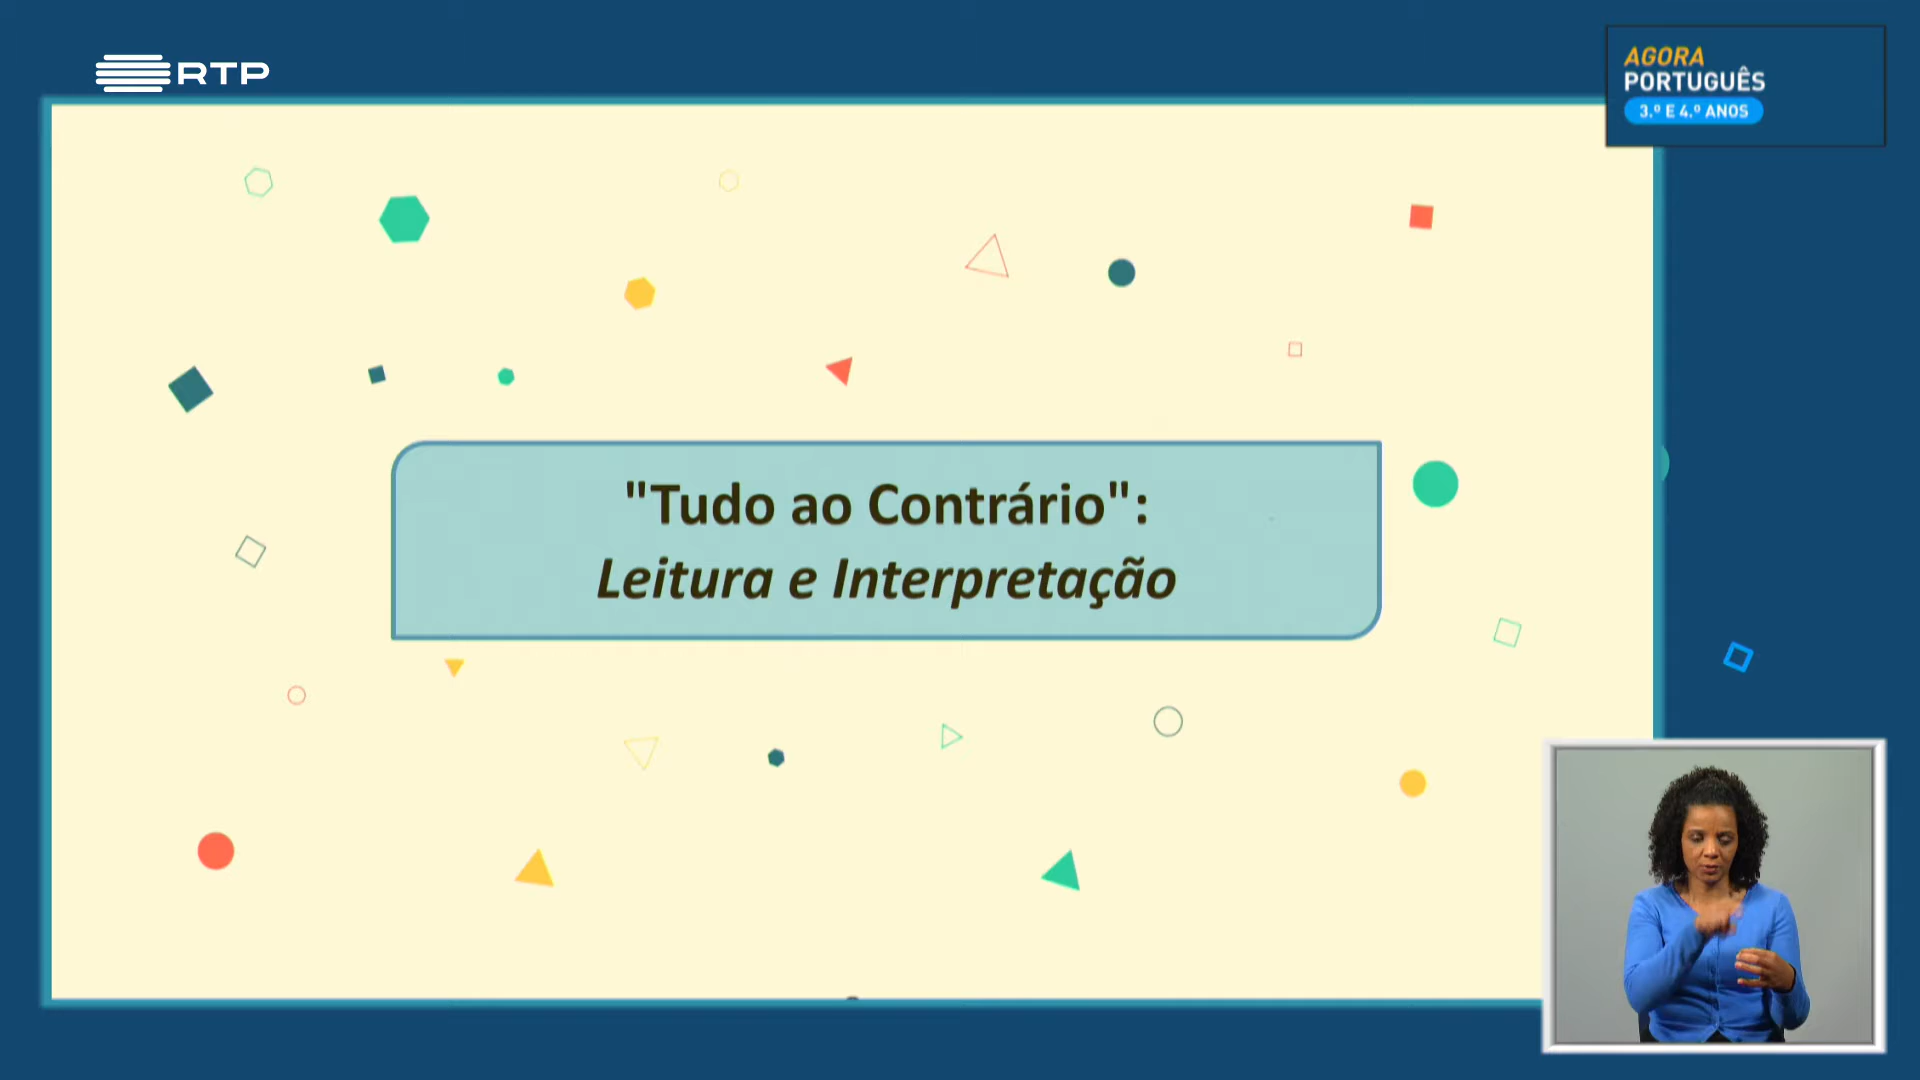 RTP
AGORA
PORTUGUÊS
3.º E 4.º ANOS
"Tudo ao Contrário":
Leitura e Interpretação